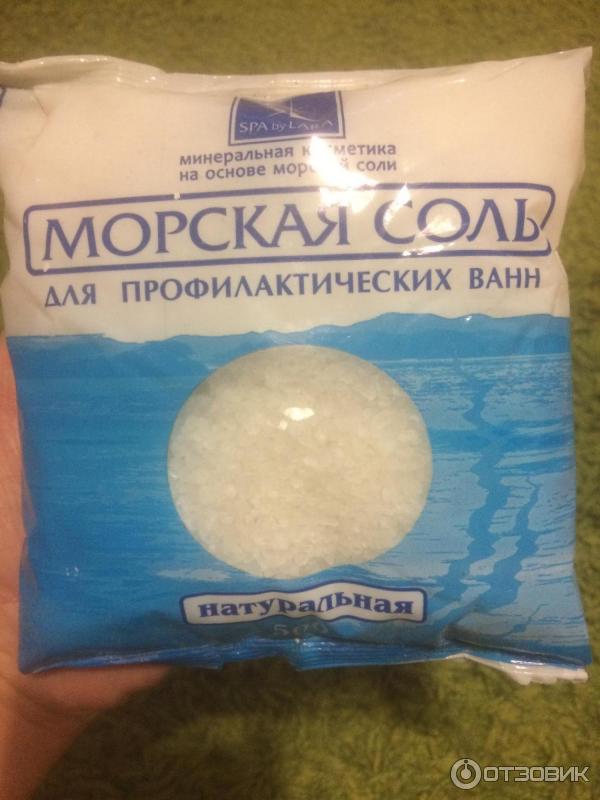 SPA by LARA
минеральная косметика
на основе морской соли
МОРСКАЯ СОЛЬ
ДЛЯ ПРОФИЛАКТИЧЕСКИХ ВАНН
натуральная
ОТЗОВИК